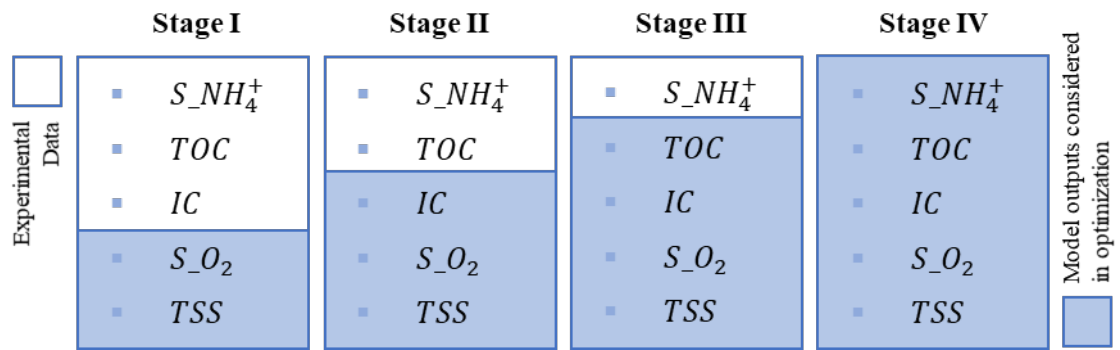 Stage I
Stage II
Stage III
Stage IV
Experimental
Data
▪ S_NH₄⁺
▪ TOC
▪ IC
▪ S_O₂
▪ TSS
▪ S_NH₄⁺
▪ TOC
▪ IC
▪ S_O₂
▪ TSS
▪ S_NH₄⁺
▪ TOC
▪ IC
▪ S_O₂
▪ TSS
▪ S_NH₄⁺
▪ TOC
▪ IC
▪ S_O₂
▪ TSS
Model outputs considered
in optimization